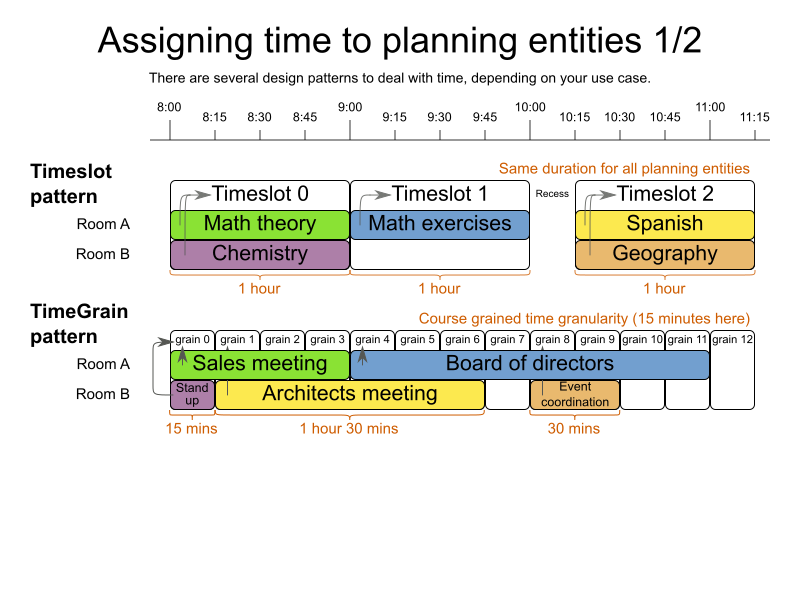 Assigning time to planning entities 1/2
There are several design patterns to deal with time, depending on your use case.
8:00 8:15 8:30 8:45 9:00 9:15 9:30 9:45 10:00 10:15 10:30 10:45 11:00 11:15
Timeslot
pattern
Same duration for all planning entities
Timeslot 0 Timeslot 1 Recess Timeslot 2
Room A Math theory Math exercises Spanish
Room B Chemistry Geography
1 hour 1 hour 1 hour
TimeGrain
pattern
Course grained time granularity (15 minutes here)
grain 0 grain 1 grain 2 grain 3 grain 4 grain 5 grain 6 grain 7 grain 8 grain 9 grain 10 grain 11 grain 12
Room A Sales meeting Board of directors
Room B Stand up Architects meeting Event coordination
15 mins 1 hour 30 mins 30 mins